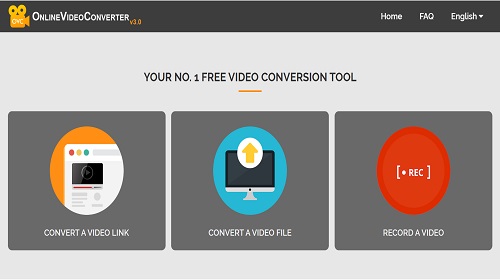 OVC ONLINEVIDEOCONVERTER V3.0 Home FAQ English
YOUR NO. 1 FREE VIDEO CONVERSION TOOL
[● REC]
CONVERT A VIDEO LINK CONVERT A VIDEO FILE RECORD A VIDEO